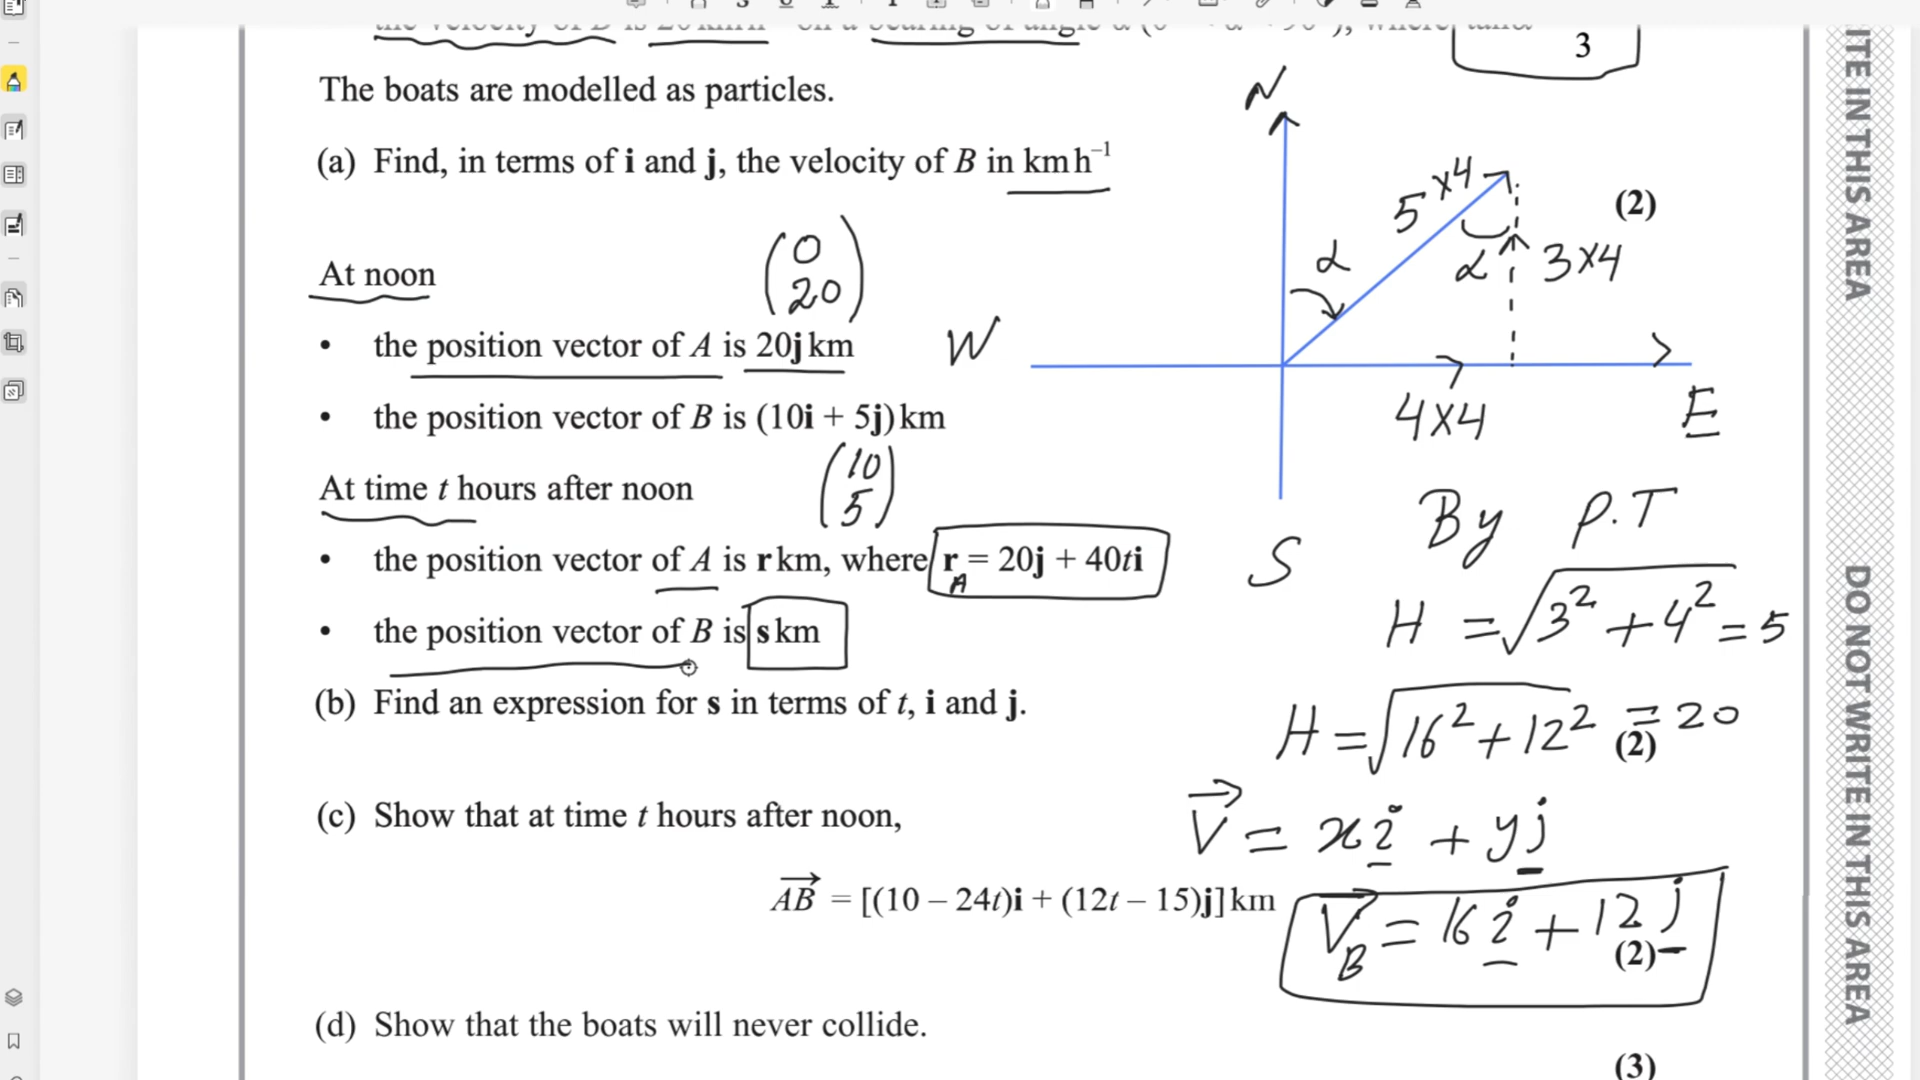 3
The boats are modelled as particles.
N
(a) Find, in terms of i and j, the velocity of B in km h⁻¹
5 ×4
(2)
α
α
3×4
At noon
(0
20)
W
• the position vector of A is 20j km
• the position vector of B is (10i + 5j) km
4×4
E
(10
5)
At time t hours after noon
By P.T
• the position vector of A is r km, where r = 20j + 40ti
A
S
H = √3² + 4² = 5
• the position vector of B is s km
(b) Find an expression for s in terms of t, i and j.
H = √16² + 12² = 20
(2)
(c) Show that at time t hours after noon,
V = xi + yj
AB = [(10 – 24t)i + (12t – 15)j] km
V_B = 16i + 12j
(2)
(d) Show that the boats will never collide.
(3)
ITE IN THIS AREA
DO NOT WRITE IN THIS AREA